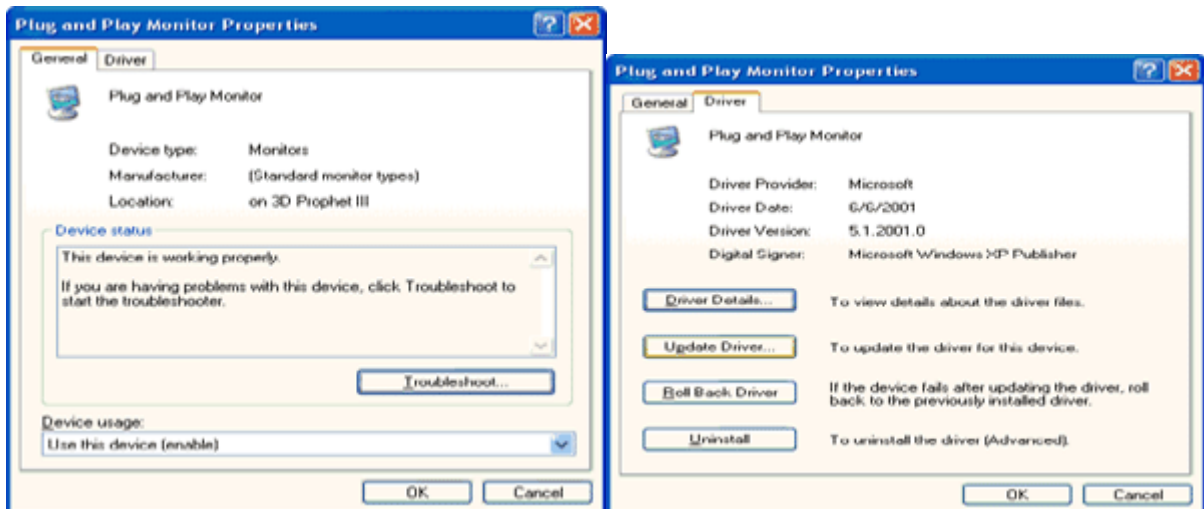 Plug and Play Monitor Properties
General Driver
Plug and Play Monitor
Device type: Monitors
Manufacturer: (Standard monitor types)
Location: on 3D Prophet III
Device status
This device is working properly.
If you are having problems with this device, click Troubleshoot to
start the troubleshooter.
Troubleshoot...
Device usage:
Use this device (enable)
OK Cancel
Plug and Play Monitor Properties
General Driver
Plug and Play Monitor
Driver Provider: Microsoft
Driver Date: 6/6/2001
Driver Version: 5.1.2001.0
Digital Signer: Microsoft Windows XP Publisher
Driver Details... To view details about the driver files.
Update Driver... To update the driver for this device.
Roll Back Driver If the device fails after updating the driver, roll
back to the previously installed driver.
Uninstall To uninstall the driver (Advanced).
OK Cancel